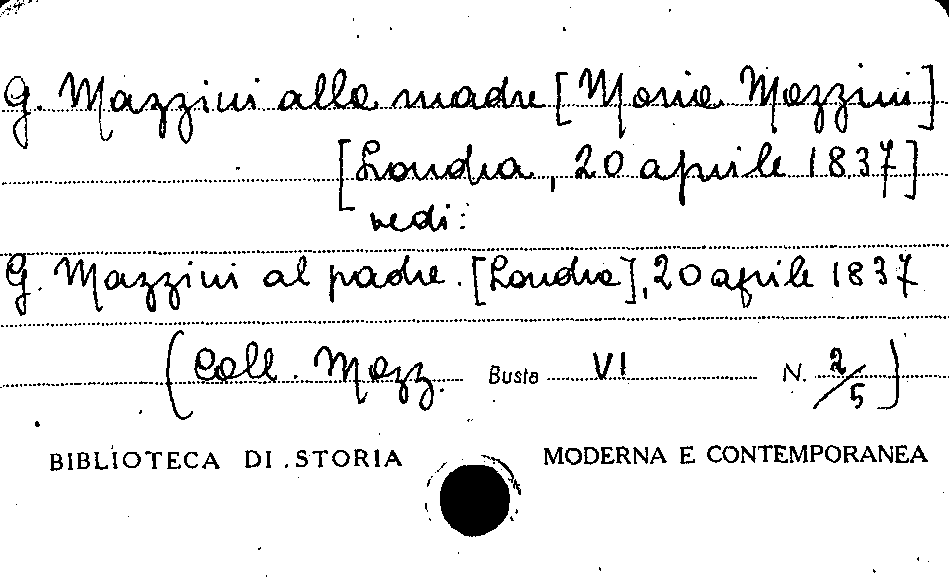 G. Mazzini alla madre [Maria Mazzini]
[Londra, 20 aprile 1837]
vedi:
G. Mazzini al padre. [Londra], 20 aprile 1837
(Coll. Mazz. Busta VI N. 2/5)
BIBLIOTECA DI STORIA MODERNA E CONTEMPORANEA